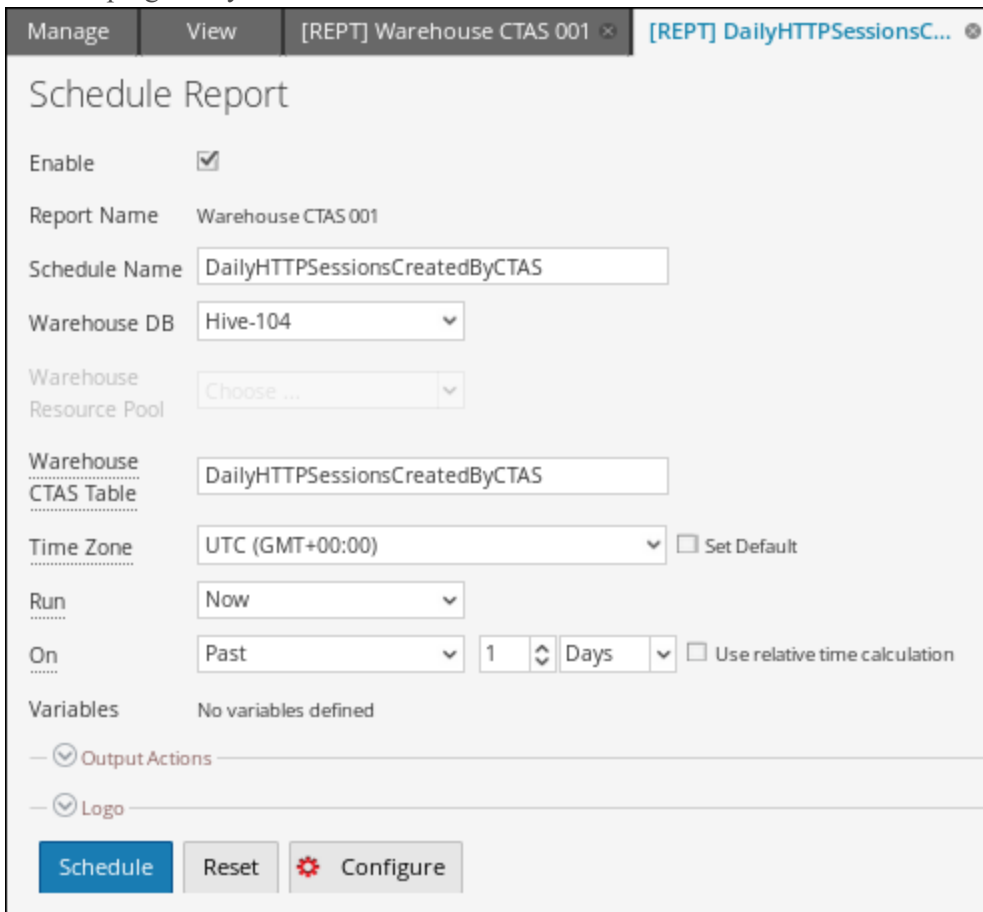 Manage View [REPT] Warehouse CTAS 001 [REPT] DailyHTTPSessionsC...
Schedule Report
Enable
Report Name Warehouse CTAS 001
Schedule Name DailyHTTPSessionsCreatedByCTAS
Warehouse DB Hive-104
Warehouse
Resource Pool Choose ...
Warehouse
CTAS Table DailyHTTPSessionsCreatedByCTAS
Time Zone UTC (GMT+00:00) Set Default
Run Now
On Past 1 Days Use relative time calculation
Variables No variables defined
Output Actions
Logo
Schedule Reset Configure